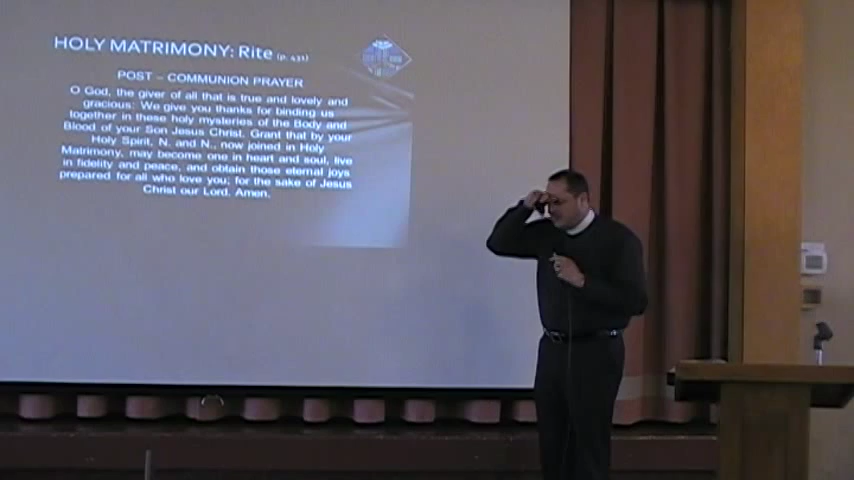 HOLY MATRIMONY: Rite (p. 431)
POST – COMMUNION PRAYER
O God, the giver of all that is true and lovely and
gracious: We give you thanks for binding us
together in these holy mysteries of the Body and
Blood of your Son Jesus Christ. Grant that by your
Holy Spirit, N. and N., now joined in Holy
Matrimony, may become one in heart and soul, live
in fidelity and peace, and obtain those eternal joys
prepared for all who love you; for the sake of Jesus
Christ our Lord. Amen.